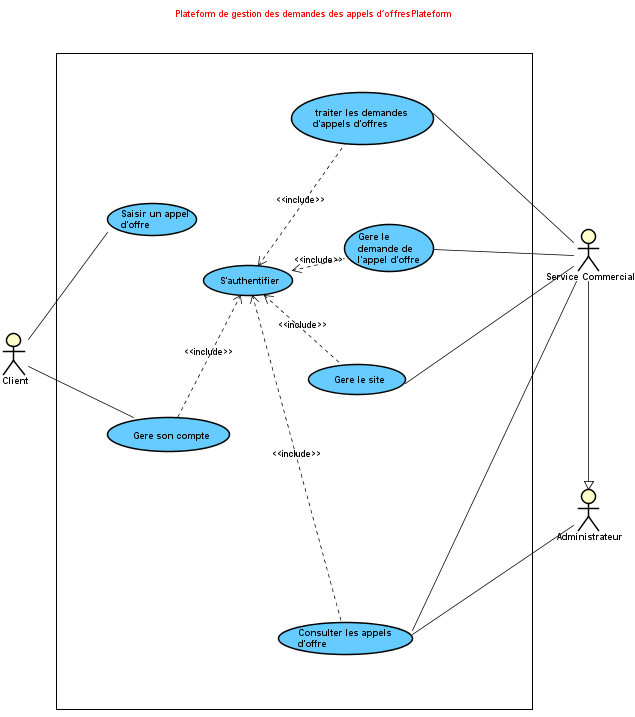 Plateform de gestion des demandes des appels d'offresPlateform
traiter les demandes
d'appels d'offres
<<include>>
Saisir un appel
d'offre
Gere le
demande de
l'appel d'offre
<<include>>
S'authentifier
Service Commercial
<<include>>
<<include>>
Client
Gere le site
Gere son compte
<<include>>
Administrateur
Consulter les appels
d'offre